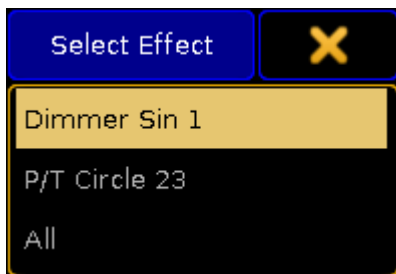 Select Effect
Dimmer Sin 1
P/T Circle 23
All